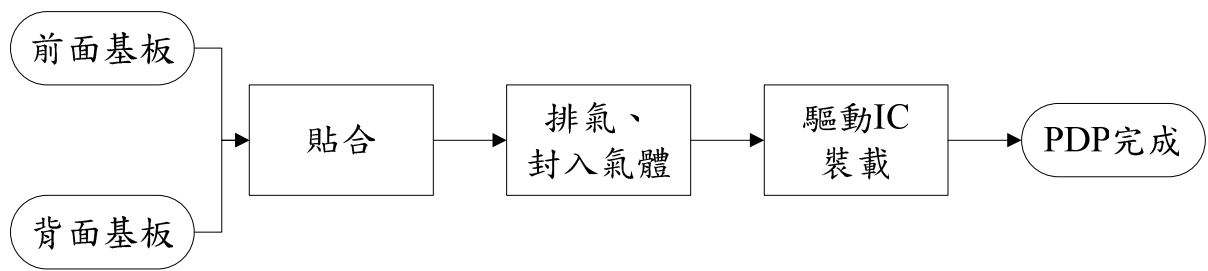 前面基板
背面基板
貼合
排氣、
封入氣體
驅動IC
裝載
PDP完成